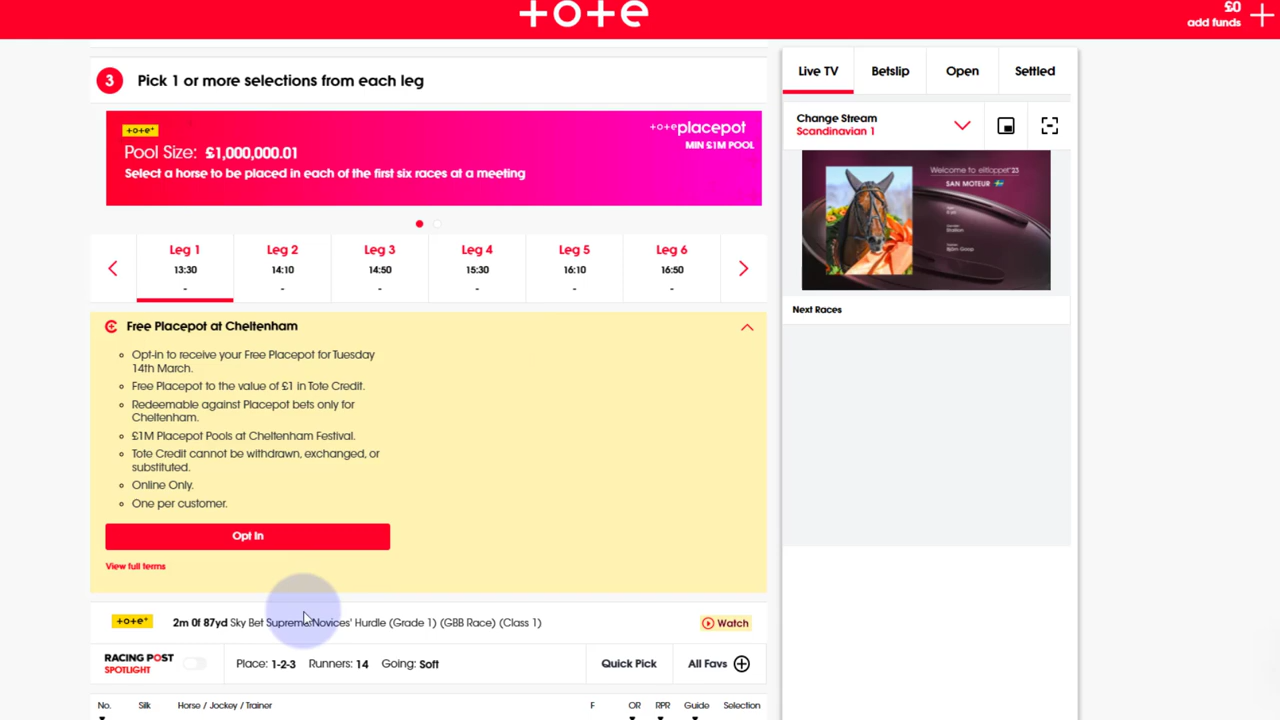 tote
£0
add funds
3 Pick 1 or more selections from each leg
tote+
Pool Size: £1,000,000.01
Select a horse to be placed in each of the first six races at a meeting
toteplacepot
MIN £1M POOL
Leg 1
13:30
-
Leg 2
14:10
-
Leg 3
14:50
-
Leg 4
15:30
-
Leg 5
16:10
-
Leg 6
16:50
-
Free Placepot at Cheltenham
Opt-in to receive your Free Placepot for Tuesday
14th March.
Free Placepot to the value of £1 in Tote Credit.
Redeemable against Placepot bets only for
Cheltenham.
£1M Placepot Pools at Cheltenham Festival.
Tote Credit cannot be withdrawn, exchanged, or
substituted.
Online Only.
One per customer.
Opt In
View full terms
tote+ 2m 0f 87yd Sky Bet Supreme Novices' Hurdle (Grade 1) (GBB Race) (Class 1) Watch
RACING POST
SPOTLIGHT
Place: 1-2-3 Runners: 14 Going: Soft Quick Pick All Favs
No. Silk Horse / Jockey / Trainer F OR RPR Guide Selection
Live TV Betslip Open Settled
Change Stream
Scandinavian 1
Welcome to elitloppet'23
SAN MOTEUR
Next Races